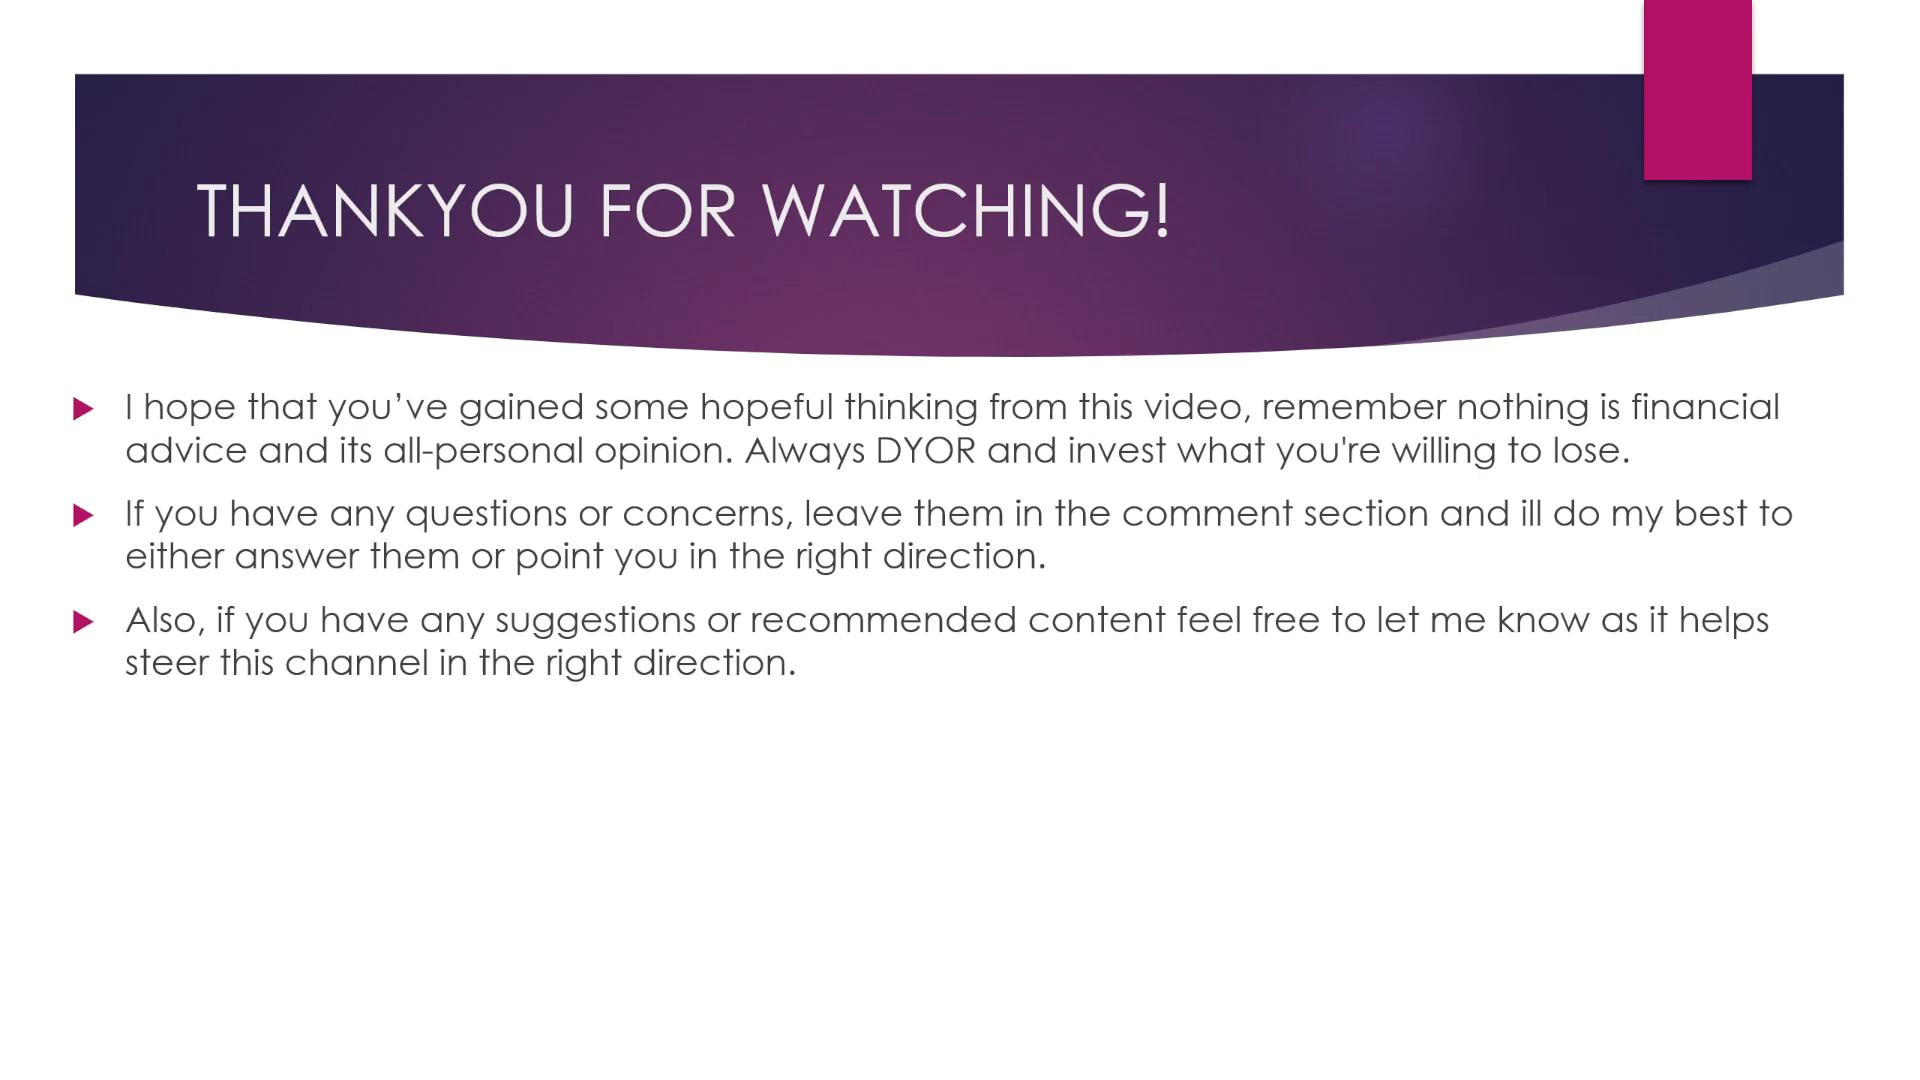 THANKYOU FOR WATCHING!
I hope that you’ve gained some hopeful thinking from this video, remember nothing is financial
advice and its all-personal opinion. Always DYOR and invest what you're willing to lose.
If you have any questions or concerns, leave them in the comment section and ill do my best to
either answer them or point you in the right direction.
Also, if you have any suggestions or recommended content feel free to let me know as it helps
steer this channel in the right direction.